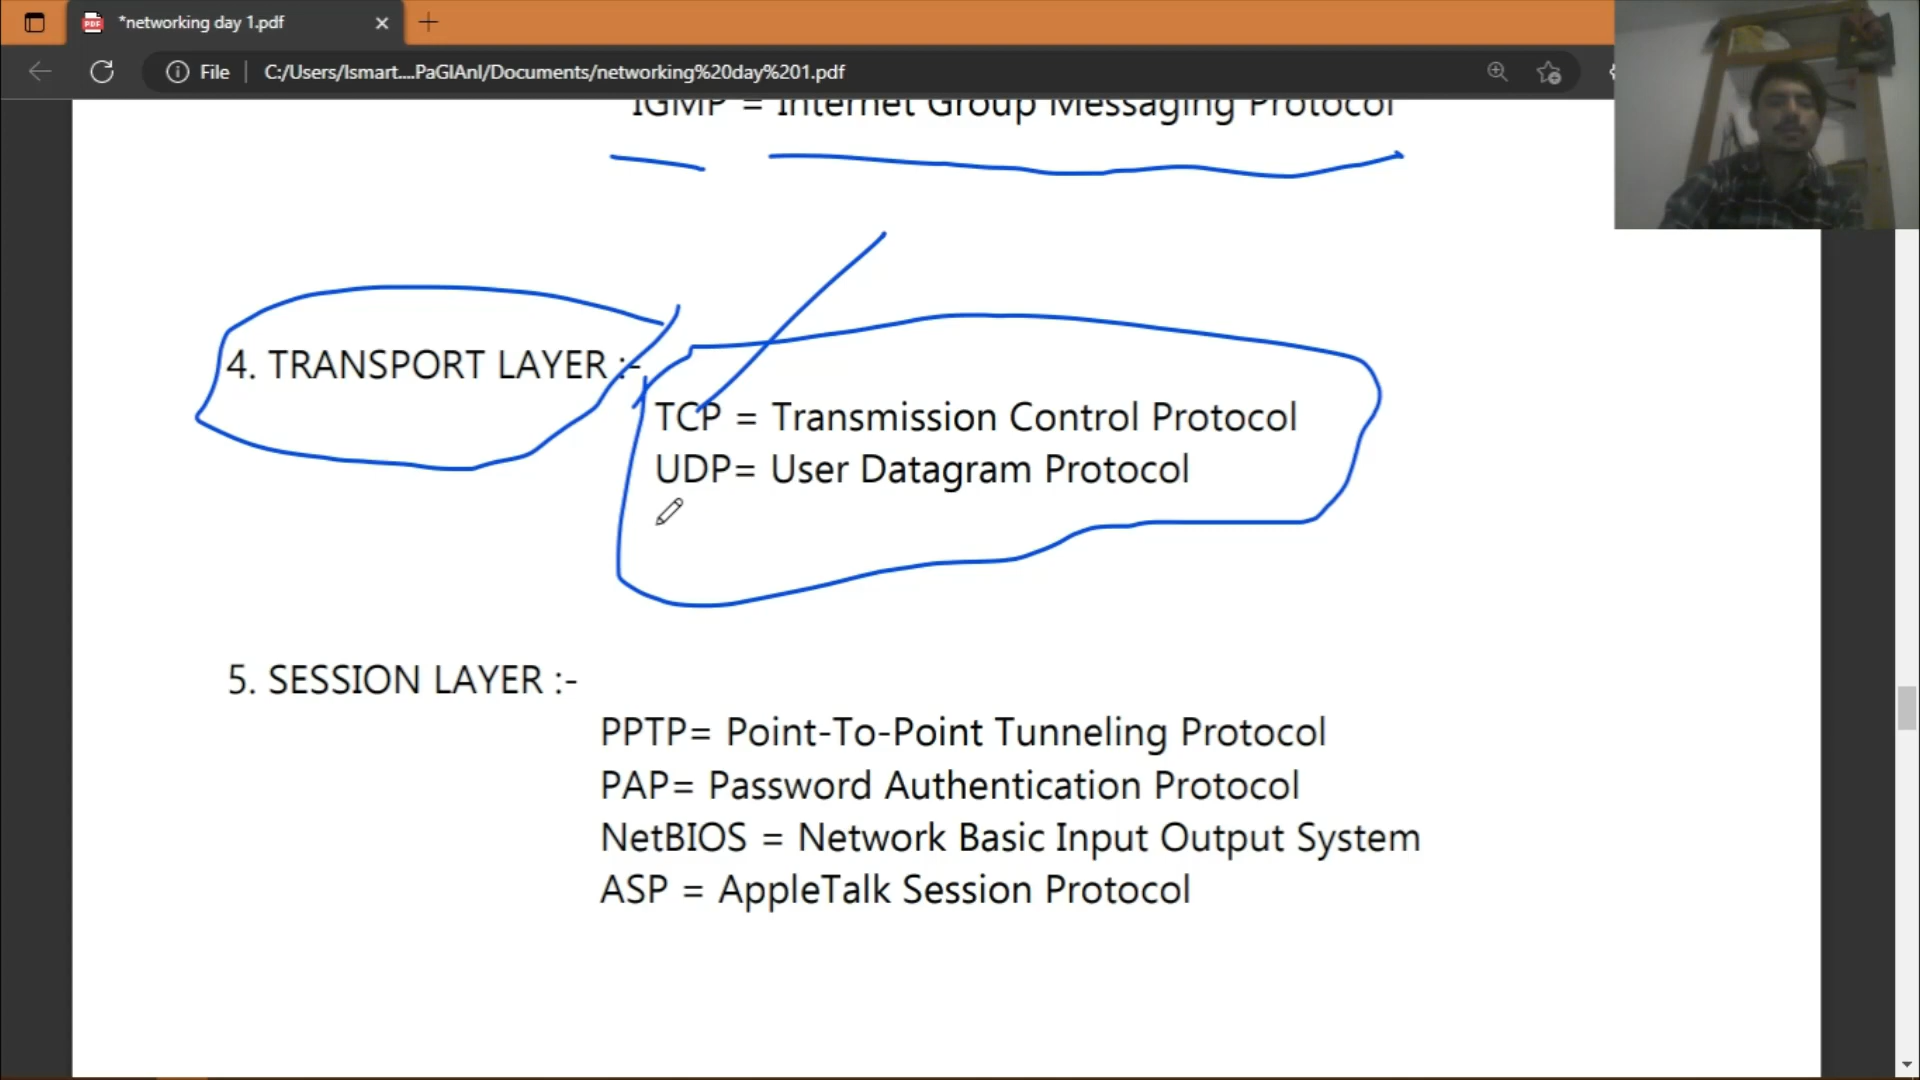 *networking day 1.pdf
PDF
File
C:/Users/Ismart....PaGlAnI/Documents/networking%20day%201.pdf
IGMP = Internet Group Messaging Protocol
4. TRANSPORT LAYER :-
TCP = Transmission Control Protocol
UDP= User Datagram Protocol
5. SESSION LAYER :-
PPTP= Point-To-Point Tunneling Protocol
PAP= Password Authentication Protocol
NetBIOS = Network Basic Input Output System
ASP = AppleTalk Session Protocol